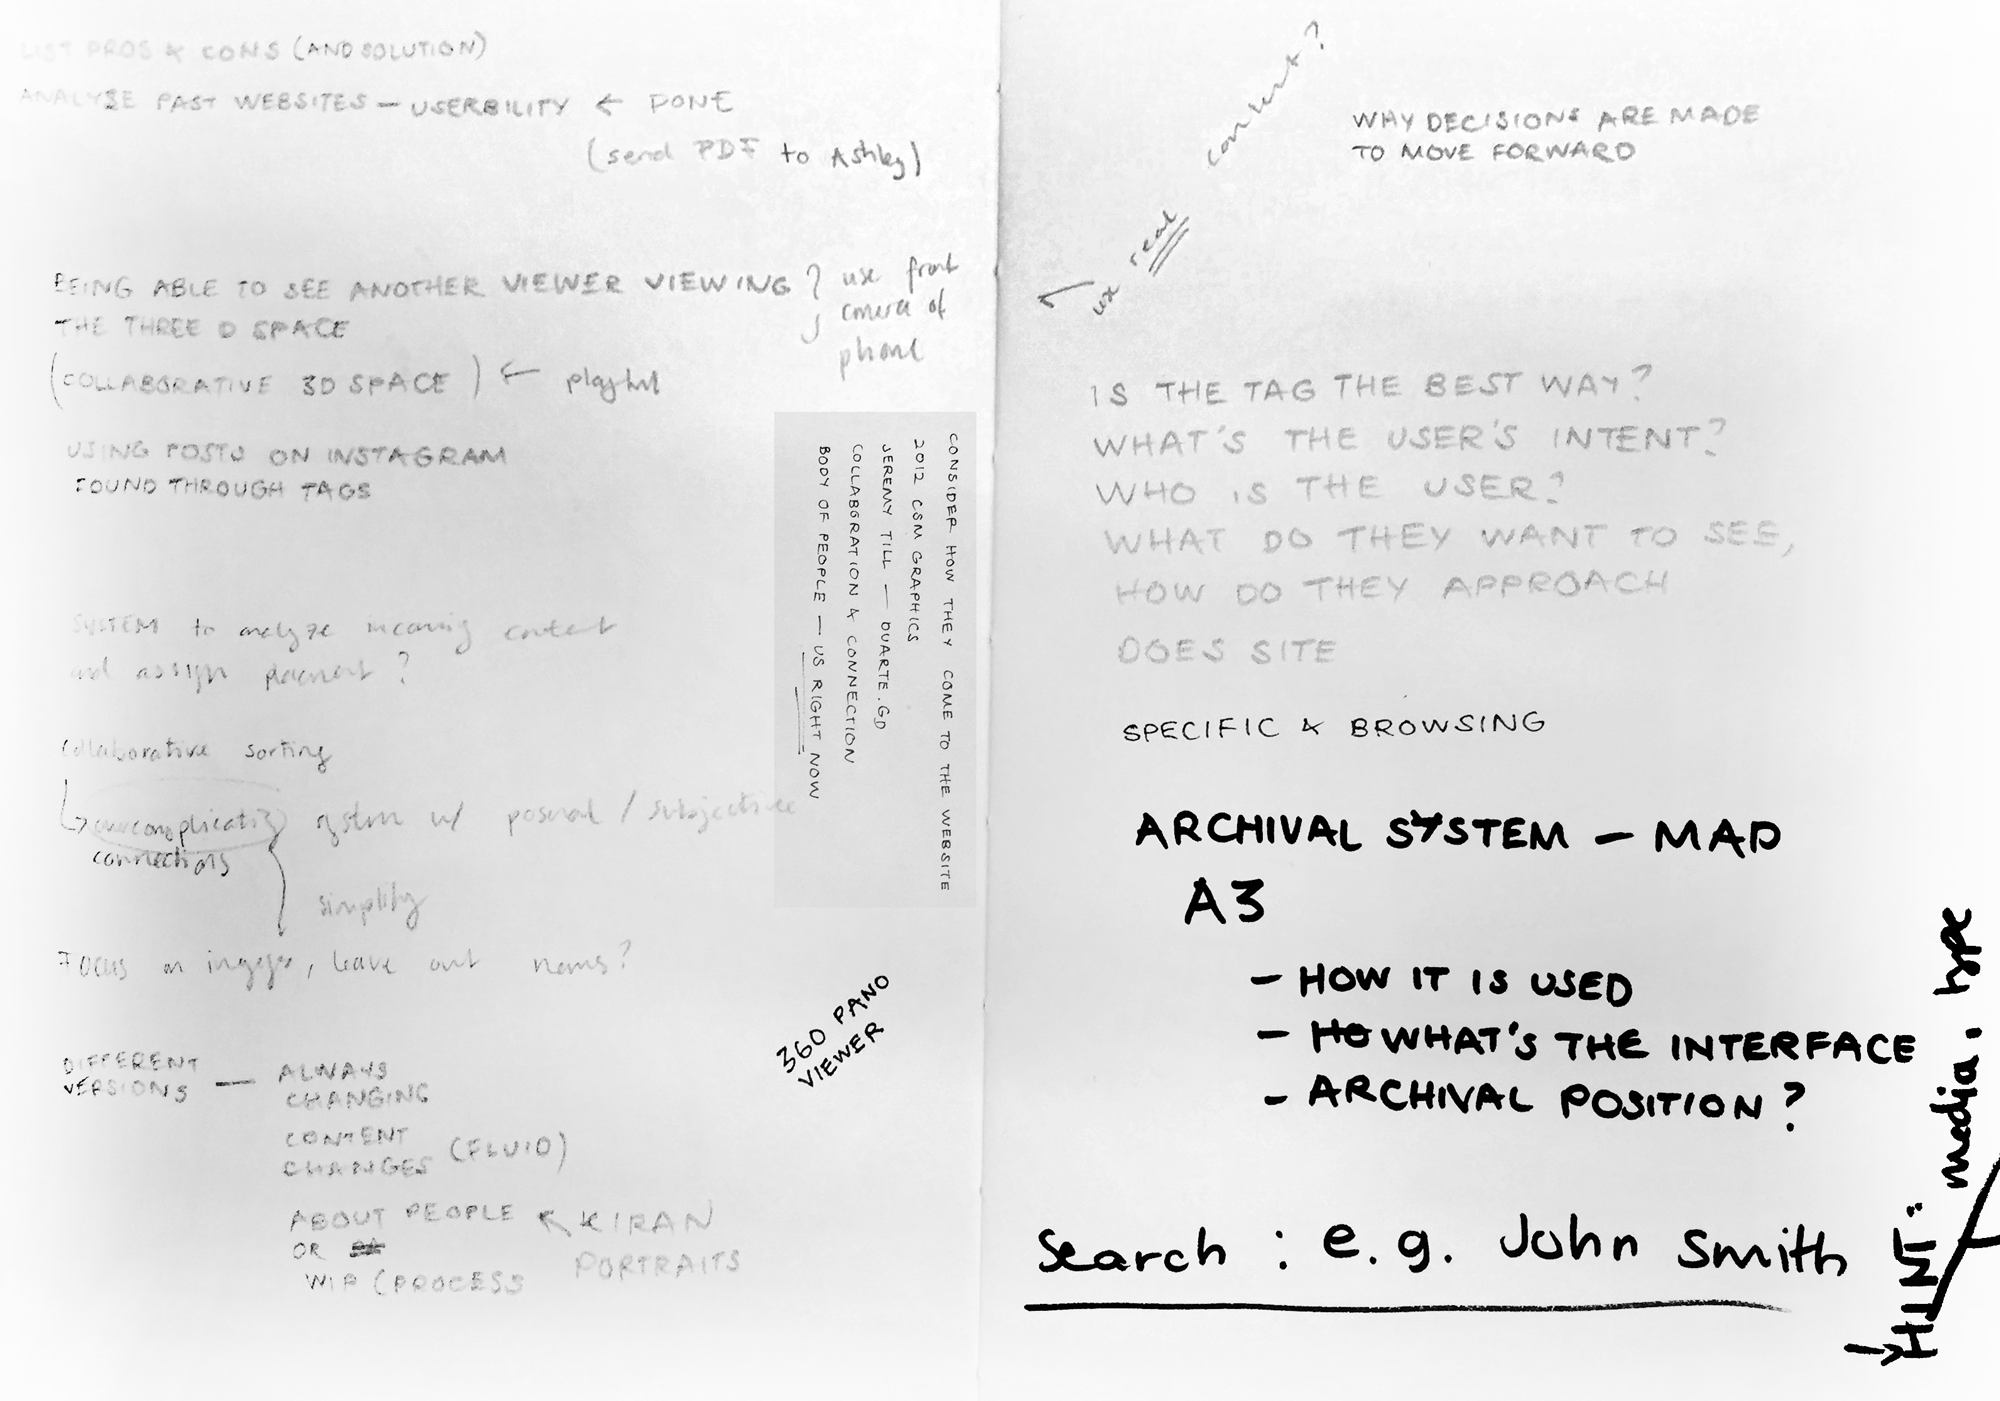 LIST PROS & CONS (AND SOLUTION)
ANALYZE PAST WEBSITES — USERBILITY ← DONE
(send PDF to Ashley)
BEING ABLE TO SEE ANOTHER VIEWER VIEWING
THE THREE D SPACE
use front
camera of
phone
(COLLABORATIVE 3D SPACE) ← playful
USING POSTS ON INSTAGRAM
FOUND THROUGH TAGS
SYSTEM to analyze incoming content
and assign placement?
collaborative sorting
↳ overcomplicating system w/ personal / subjective
connections
simplify
FOCUS on, leave out names?
DIFFERENT
VERSIONS — ALWAYS
CHANGING
CONTENT
CHANGES (FLUID)
ABOUT PEOPLE ← KIRAN
OR
PORTRAITS
WIP (PROCESS
CONSIDER HOW THEY COME TO THE WEBSITE
2012 CSM GRAPHICS
JEREMY TILL — DUARTE.GD
COLLABORATION & CONNECTION
BODY OF PEOPLE — US RIGHT NOW
360 PANO
VIEWER
real content?
WHY DECISIONS ARE MADE
TO MOVE FORWARD
IS THE TAG THE BEST WAY?
WHAT'S THE USER'S INTENT?
WHO IS THE USER?
WHAT DO THEY WANT TO SEE,
HOW DO THEY APPROACH
DOES SITE
SPECIFIC & BROWSING
ARCHIVAL SYSTEM — MAP
A3
— HOW IT IS USED
— HO WHAT'S THE INTERFACE
— ARCHIVAL POSITION?
Search : e.g. John Smith
→ HINT: media, type